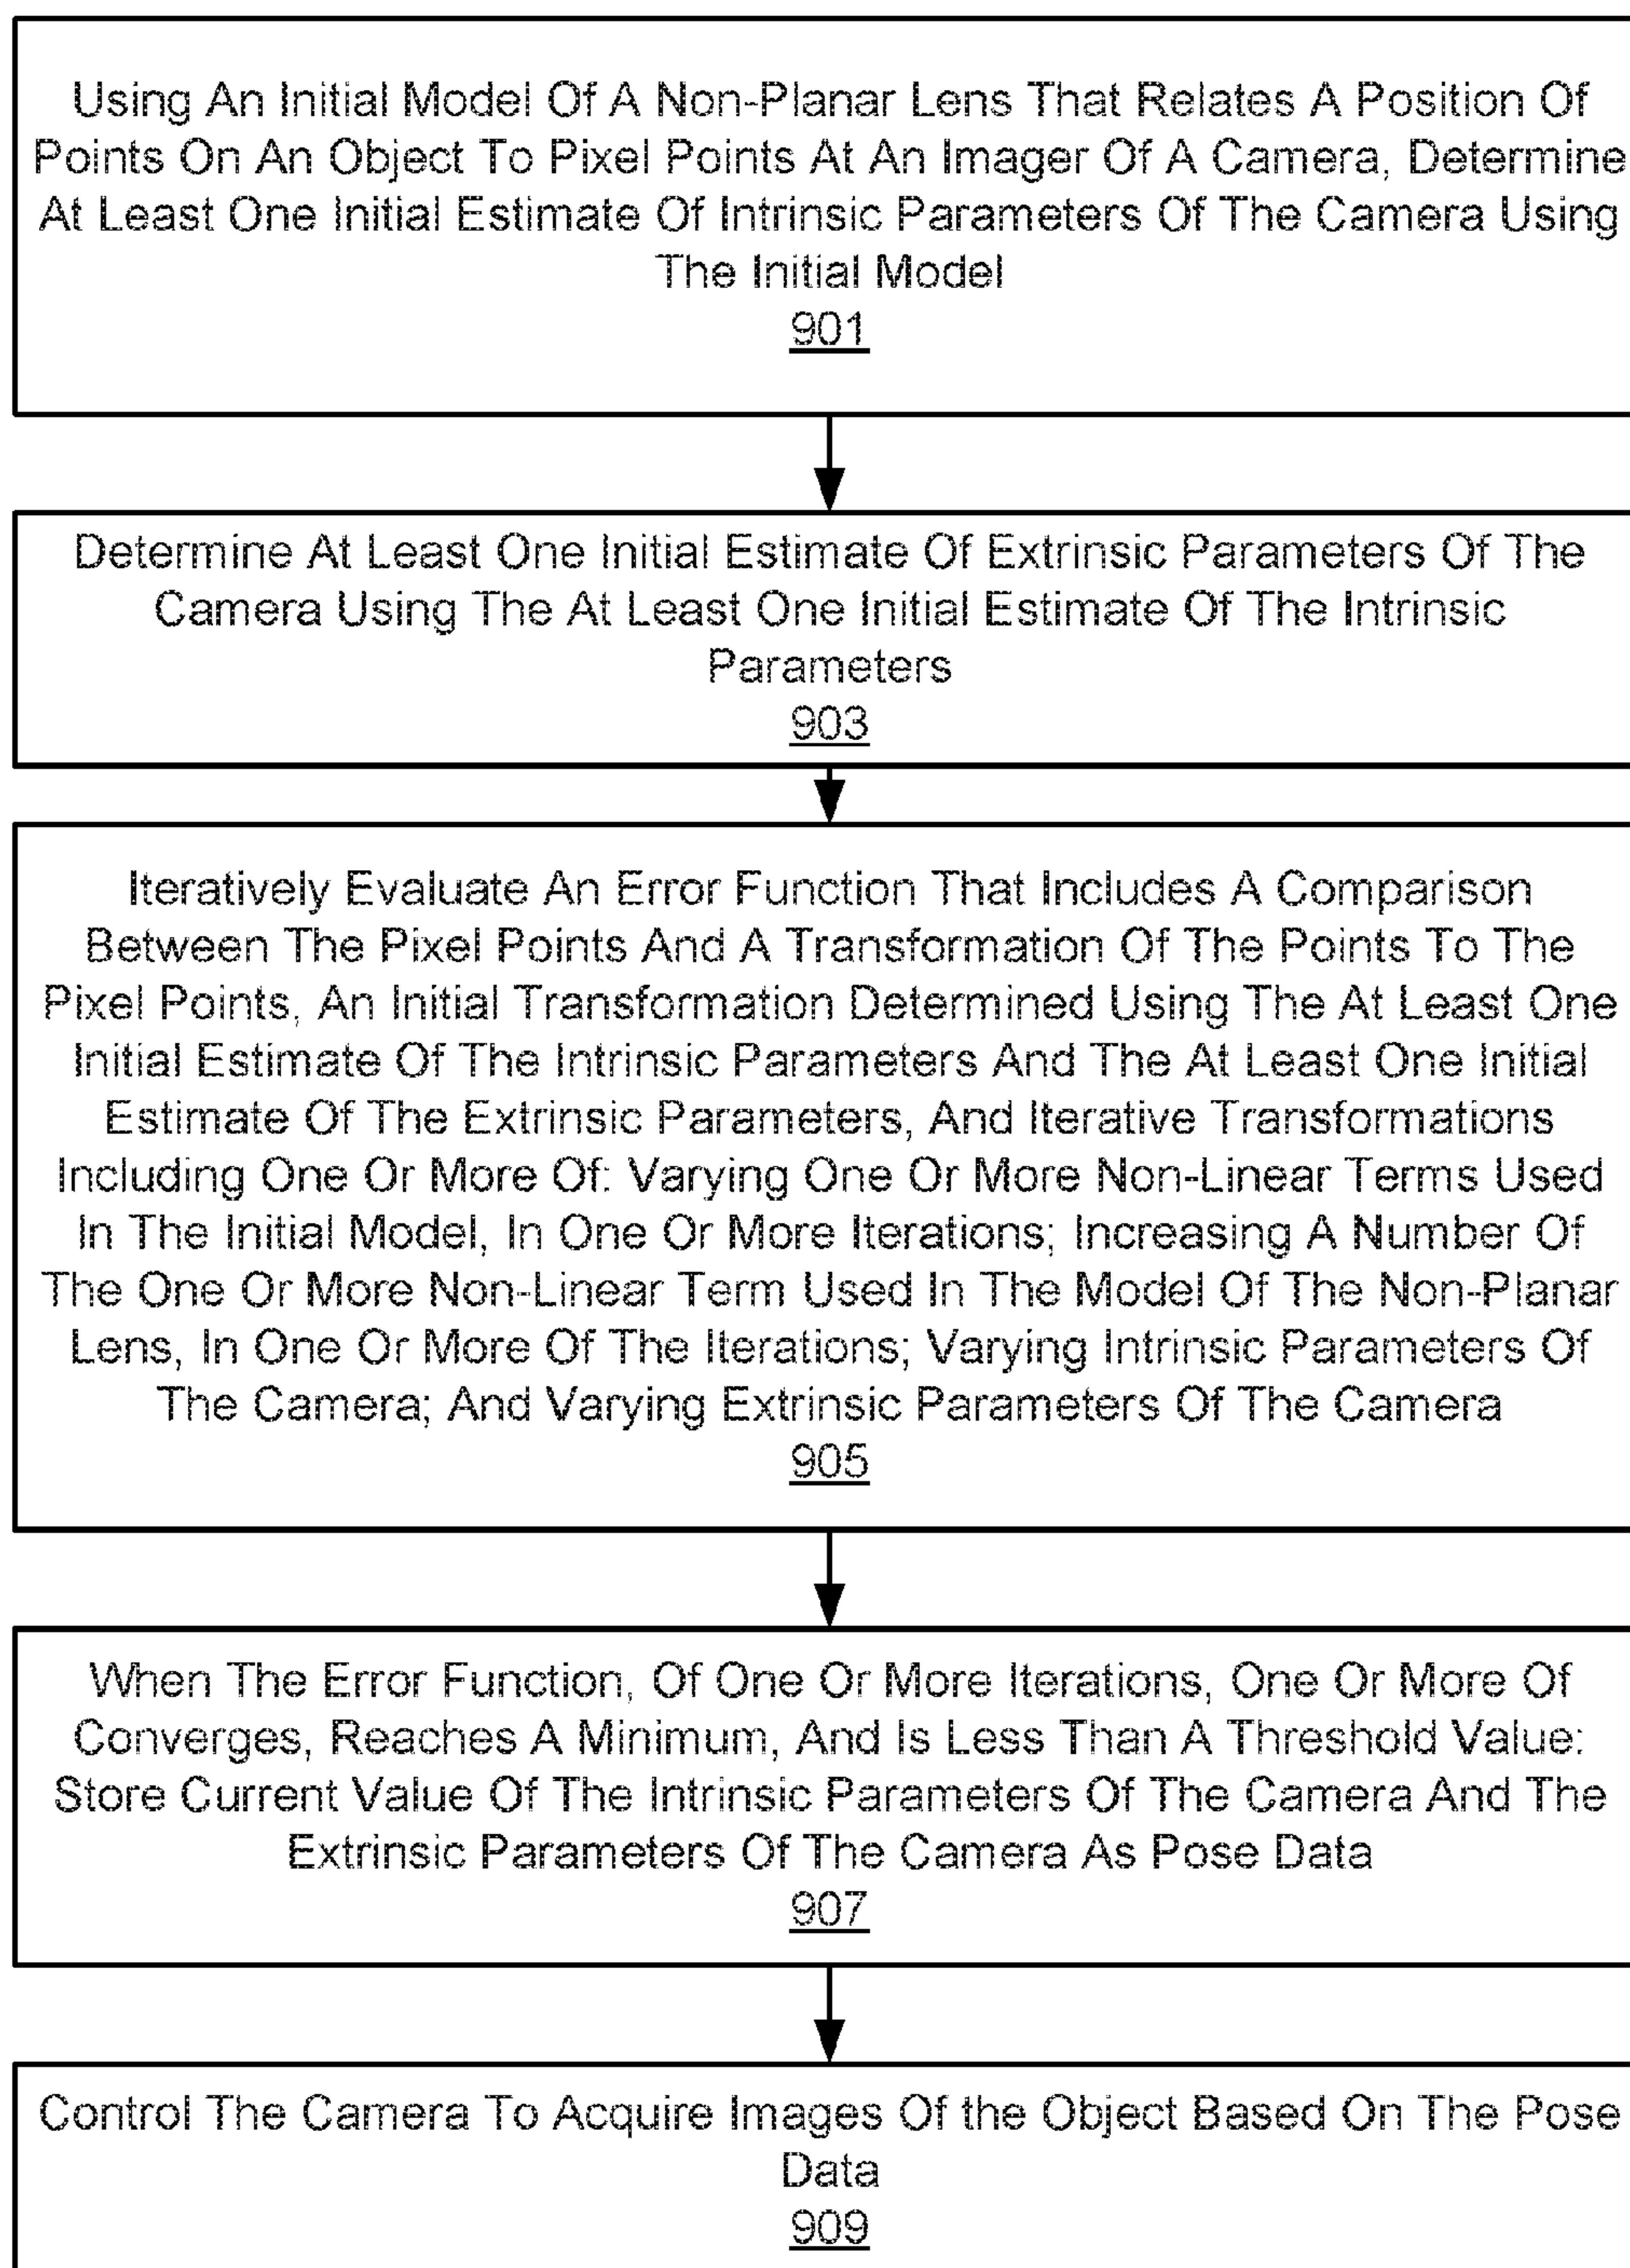 Using An Initial Model Of A Non-Planar Lens That Relates A Position Of
Points On An Object To Pixel Points At An Imager Of A Camera, Determine
At Least One Initial Estimate Of Intrinsic Parameters Of The Camera Using
The Initial Model
901
Determine At Least One Initial Estimate Of Extrinsic Parameters Of The
Camera Using The At Least One Initial Estimate Of The Intrinsic
Parameters
903
Iteratively Evaluate An Error Function That Includes A Comparison
Between The Pixel Points And A Transformation Of The Points To The
Pixel Points, An Initial Transformation Determined Using The At Least One
Initial Estimate Of The Intrinsic Parameters And The At Least One Initial
Estimate Of The Extrinsic Parameters, And Iterative Transformations
Including One Or More Of: Varying One Or More Non-Linear Terms Used
In The Initial Model, In One Or More Iterations; Increasing A Number Of
The One Or More Non-Linear Term Used In The Model Of The Non-Planar
Lens, In One Or More Of The Iterations; Varying Intrinsic Parameters Of
The Camera; And Varying Extrinsic Parameters Of The Camera
905
When The Error Function, Of One Or More Iterations, One Or More Of
Converges, Reaches A Minimum, And Is Less Than A Threshold Value:
Store Current Value Of The Intrinsic Parameters Of The Camera And The
Extrinsic Parameters Of The Camera As Pose Data
907
Control The Camera To Acquire Images Of the Object Based On The Pose
Data
909